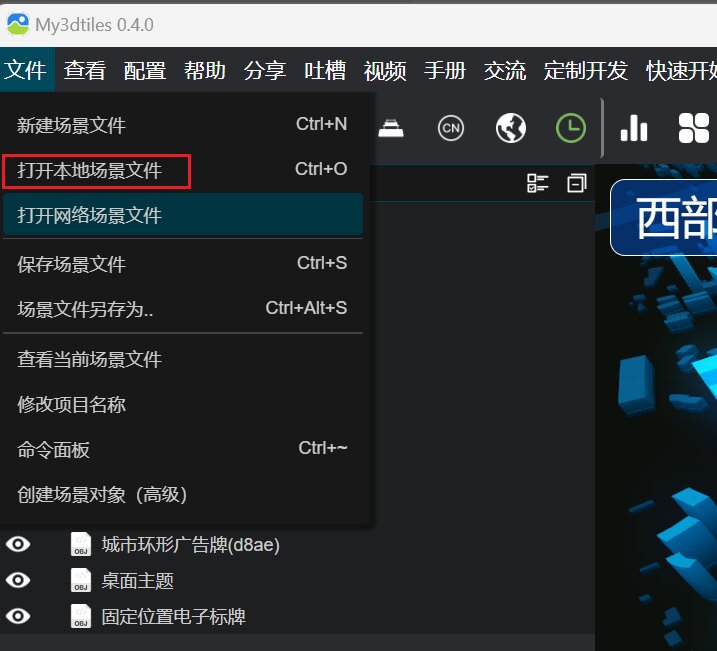 My3dtiles 0.4.0
文件 查看 配置 帮助 分享 吐槽 视频 手册 交流 定制开发 快速开始
CN
新建场景文件 Ctrl+N
打开本地场景文件 Ctrl+O
打开网络场景文件
西部
保存场景文件 Ctrl+S
场景文件另存为.. Ctrl+Alt+S
查看当前场景文件
修改项目名称
命令面板 Ctrl+~
创建场景对象（高级）
OBJ 城市环形广告牌(d8ae)
OBJ 桌面主题
OBJ 固定位置电子标牌